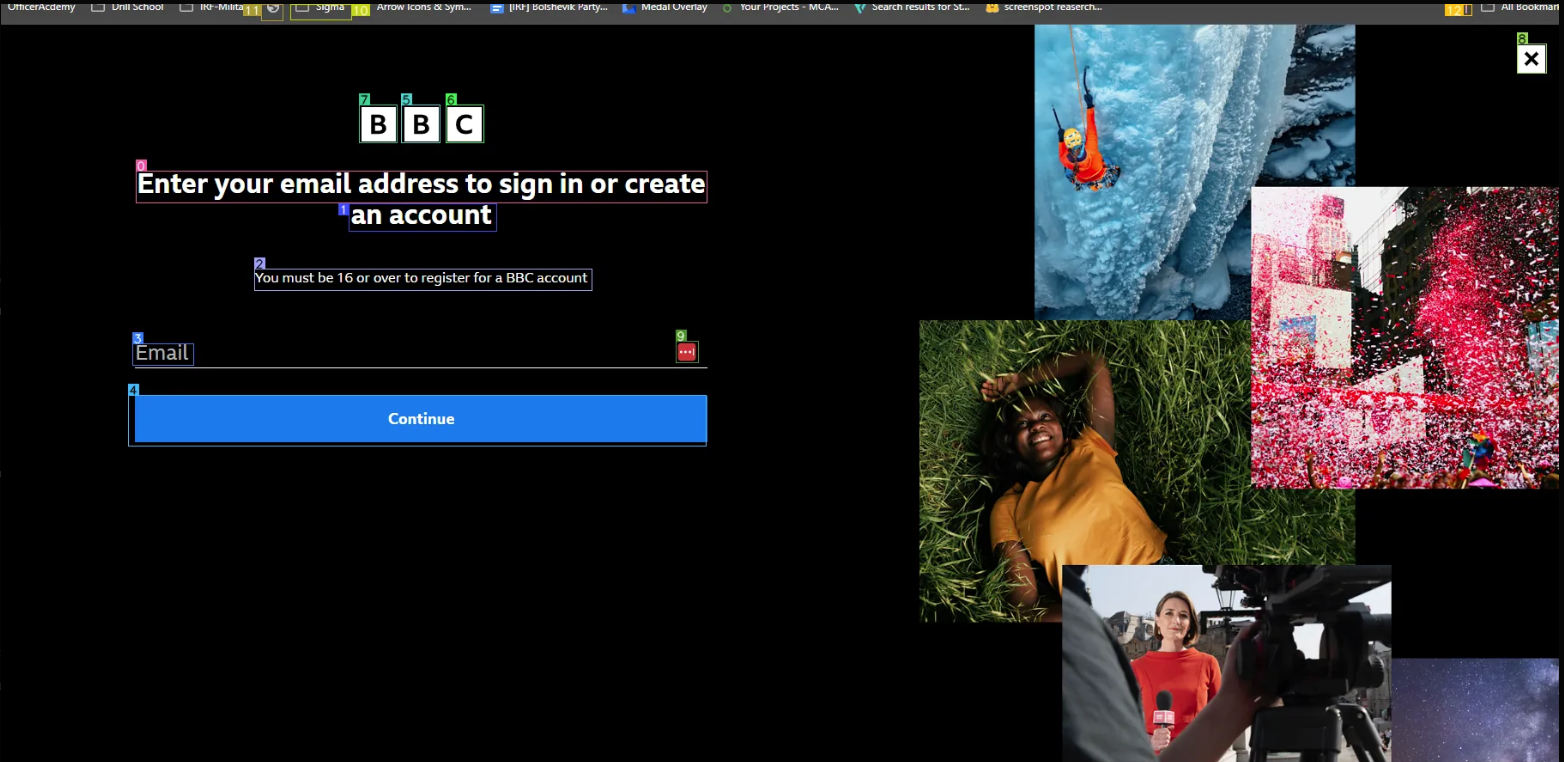 OfficerAcademy Drill School IRF-Milita Sigma Arrow Icons & Sym... [IRF] Bolshevik Party... Medal Overlay Your Projects - MCA... Search results for St... screenspot reaserch... All Bookmar
11 10 12
8
×
7 5 6
B B C
0
Enter your email address to sign in or create
1
an account
2
You must be 16 or over to register for a BBC account
3 9
Email
4
Continue